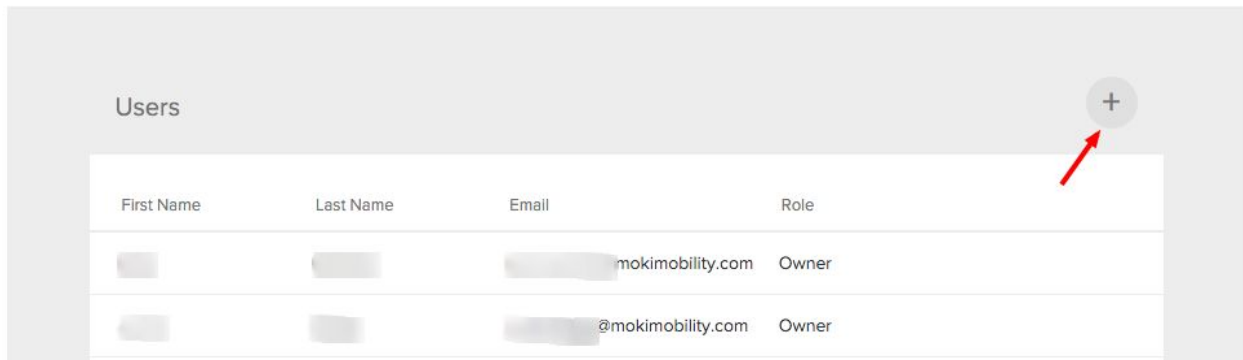 Users
+
First Name Last Name Email Role
mokimobility.com Owner
@mokimobility.com Owner